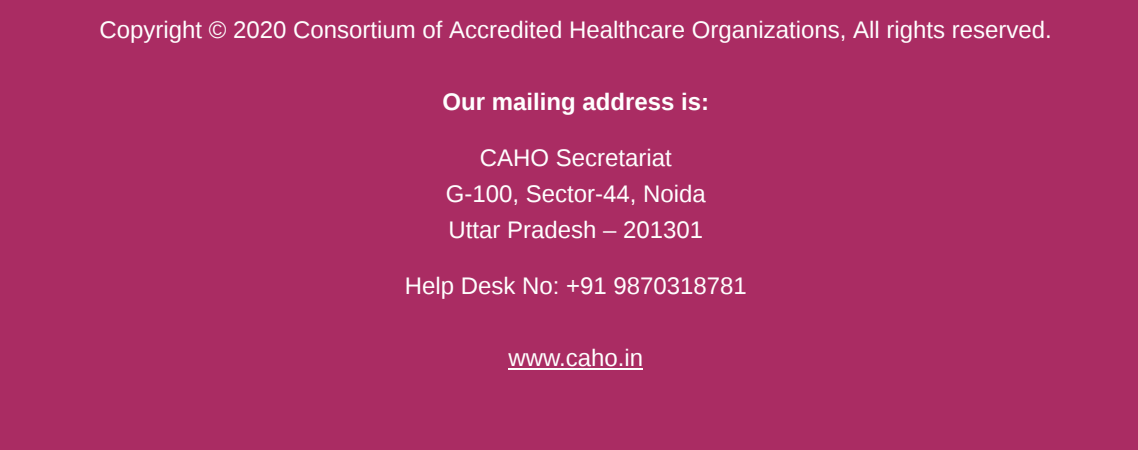 Copyright © 2020 Consortium of Accredited Healthcare Organizations, All rights reserved.
Our mailing address is:
CAHO Secretariat
G-100, Sector-44, Noida
Uttar Pradesh – 201301
Help Desk No: +91 9870318781
www.caho.in